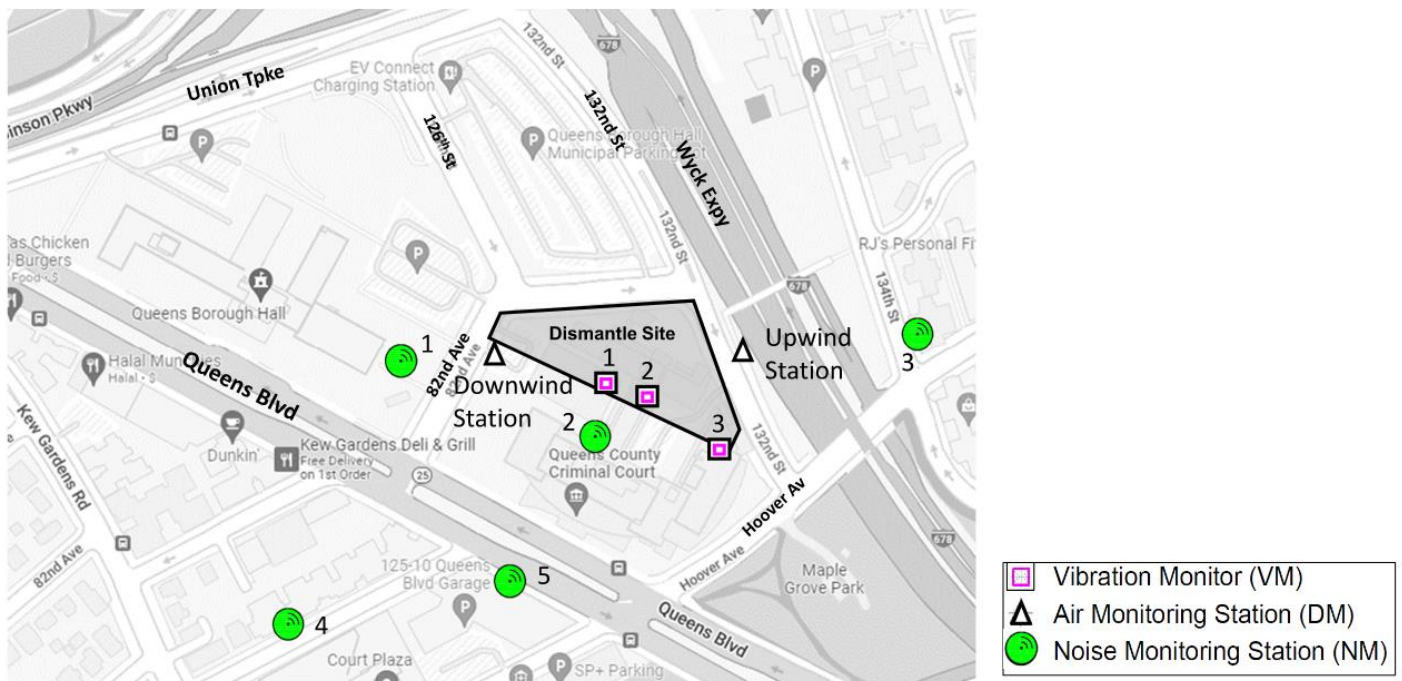 132nd St
678
EV Connect
Charging Station
Union Tpke
inson Pkwy
P
P
132nd St
126th St
P
Queens Borough Hall
Municipal Parking
Wyck Expy
as Chicken
Burgers
Food · $
132nd St
RJ's Personal Fi
P
678
134th St
Queens Borough Hall
Dismantle Site
Upwind
Station
1
82nd Ave
82nd Ave
3
1
2
Halal Mun
Halal · $
Queens Blvd
Downwind
Station
2
3
Kew Gardens Rd
Dunkin'
Kew Gardens Deli & Grill
Free Delivery
on 1st Order
Queens County
Criminal Court
132nd St
25
Hoover Av
678
82nd Ave
125-10 Queens
Blvd Garage
5
Hoover Ave
Maple
Grove Park
P
4
Queens Blvd
Court Plaza
P
SP+ Parking
Vibration Monitor (VM)
Air Monitoring Station (DM)
Noise Monitoring Station (NM)